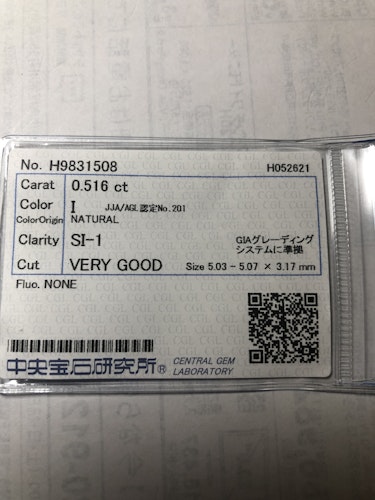 No. H9831508 H052621
Carat 0.516 ct
Color I JJA/AGL認定No.201
ColorOrigin NATURAL
Clarity SI-1 GIAグレーディング
システムに準拠
Cut VERY GOOD Size 5.03 - 5.07 × 3.17 mm
Fluo. NONE
中央宝石研究所® CENTRAL GEM
LABORATORY